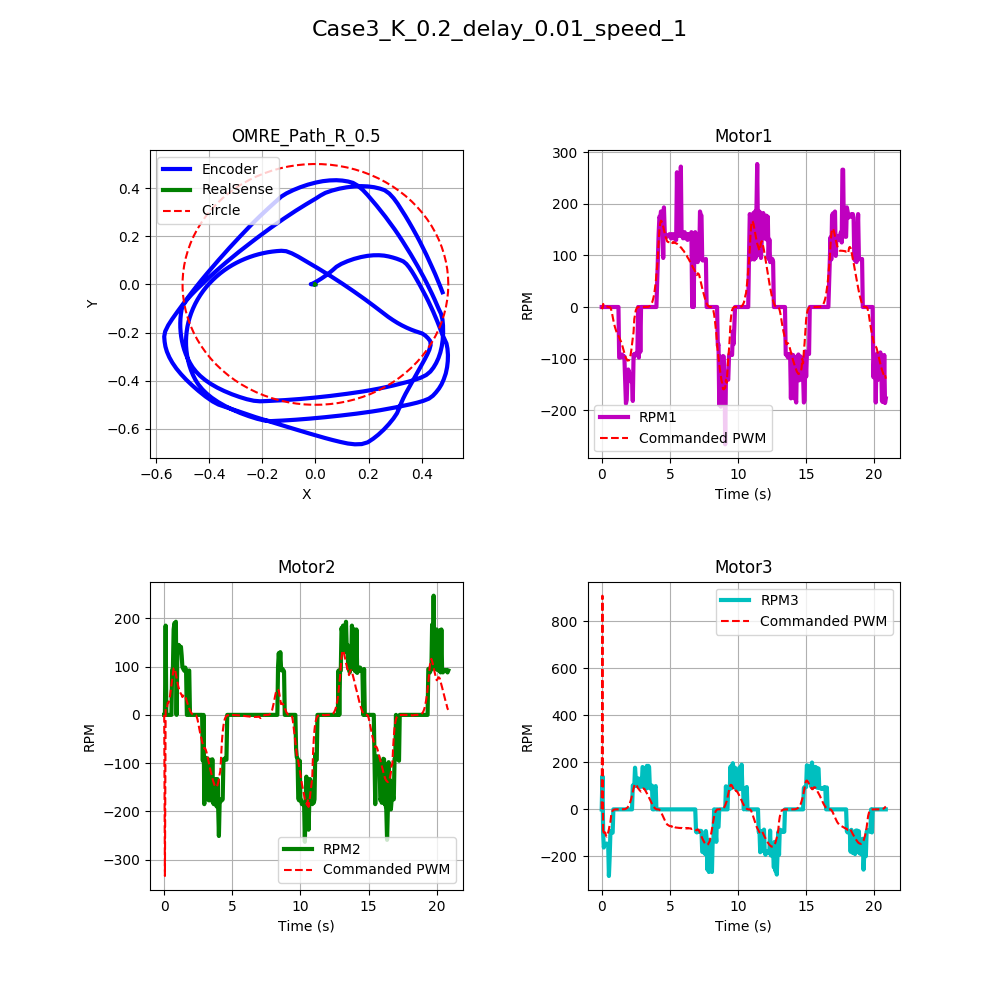 Case3_K_0.2_delay_0.01_speed_1
OMRE_Path_R_0.5
Encoder
RealSense
Circle
0.4
0.2
0.0
−0.2
−0.4
−0.6
Y
−0.6 −0.4 −0.2 0.0 0.2 0.4
X
Motor1
300
200
100
0
−100
−200
RPM
RPM1
Commanded PWM
0 5 10 15 20
Time (s)
Motor2
200
100
0
−100
−200
−300
RPM
RPM2
Commanded PWM
0 5 10 15 20
Time (s)
Motor3
RPM3
Commanded PWM
800
600
400
200
0
−200
RPM
0 5 10 15 20
Time (s)